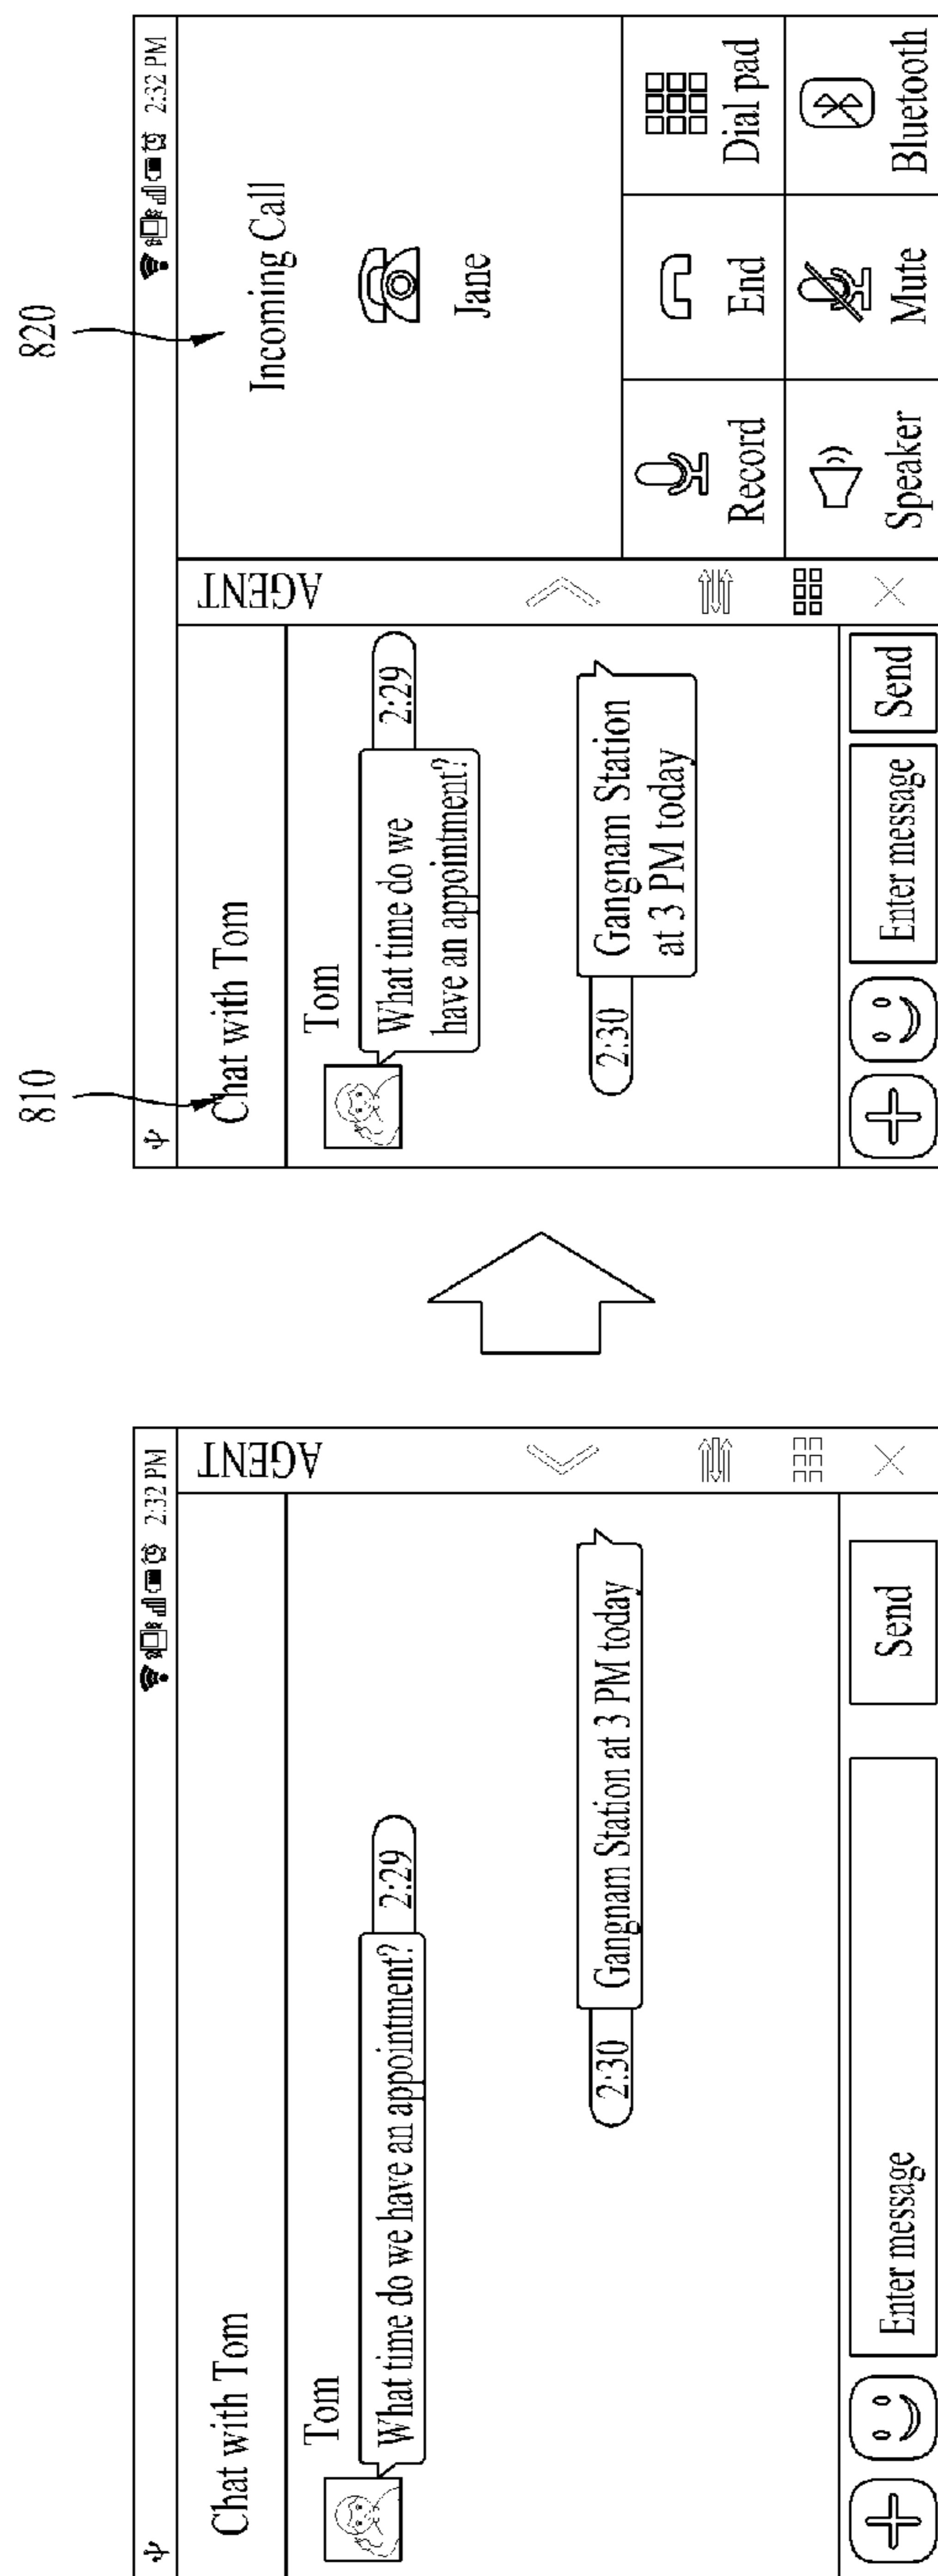 2:32 PM
Chat with Tom
AGENT
Tom
What time do we have an appointment?
2:29
2:30
Gangnam Station at 3 PM today
Enter message
Send
810
820
2:32 PM
Chat with Tom
Tom
What time do we
have an appointment?
2:29
2:30
Gangnam Station
at 3 PM today
Enter message
Send
AGENT
Incoming Call
Jane
Record
End
Dial pad
Speaker
Mute
Bluetooth